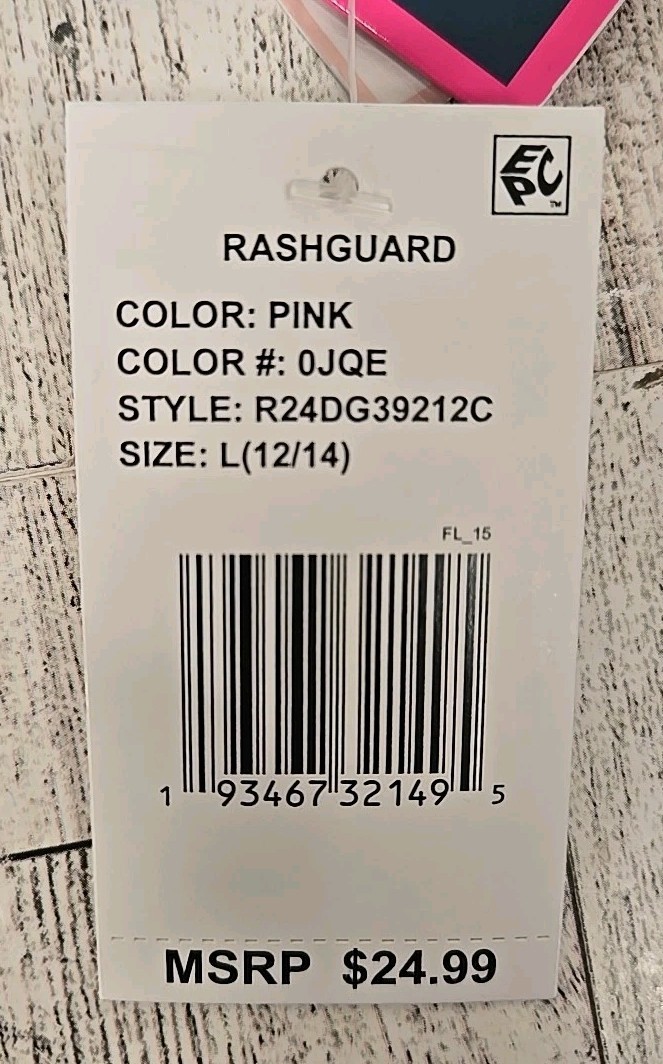 EPC
TM
RASHGUARD
COLOR: PINK
COLOR #: 0JQE
STYLE: R24DG39212C
SIZE: L(12/14)
FL_15
1 93467 32149 5
MSRP $24.99